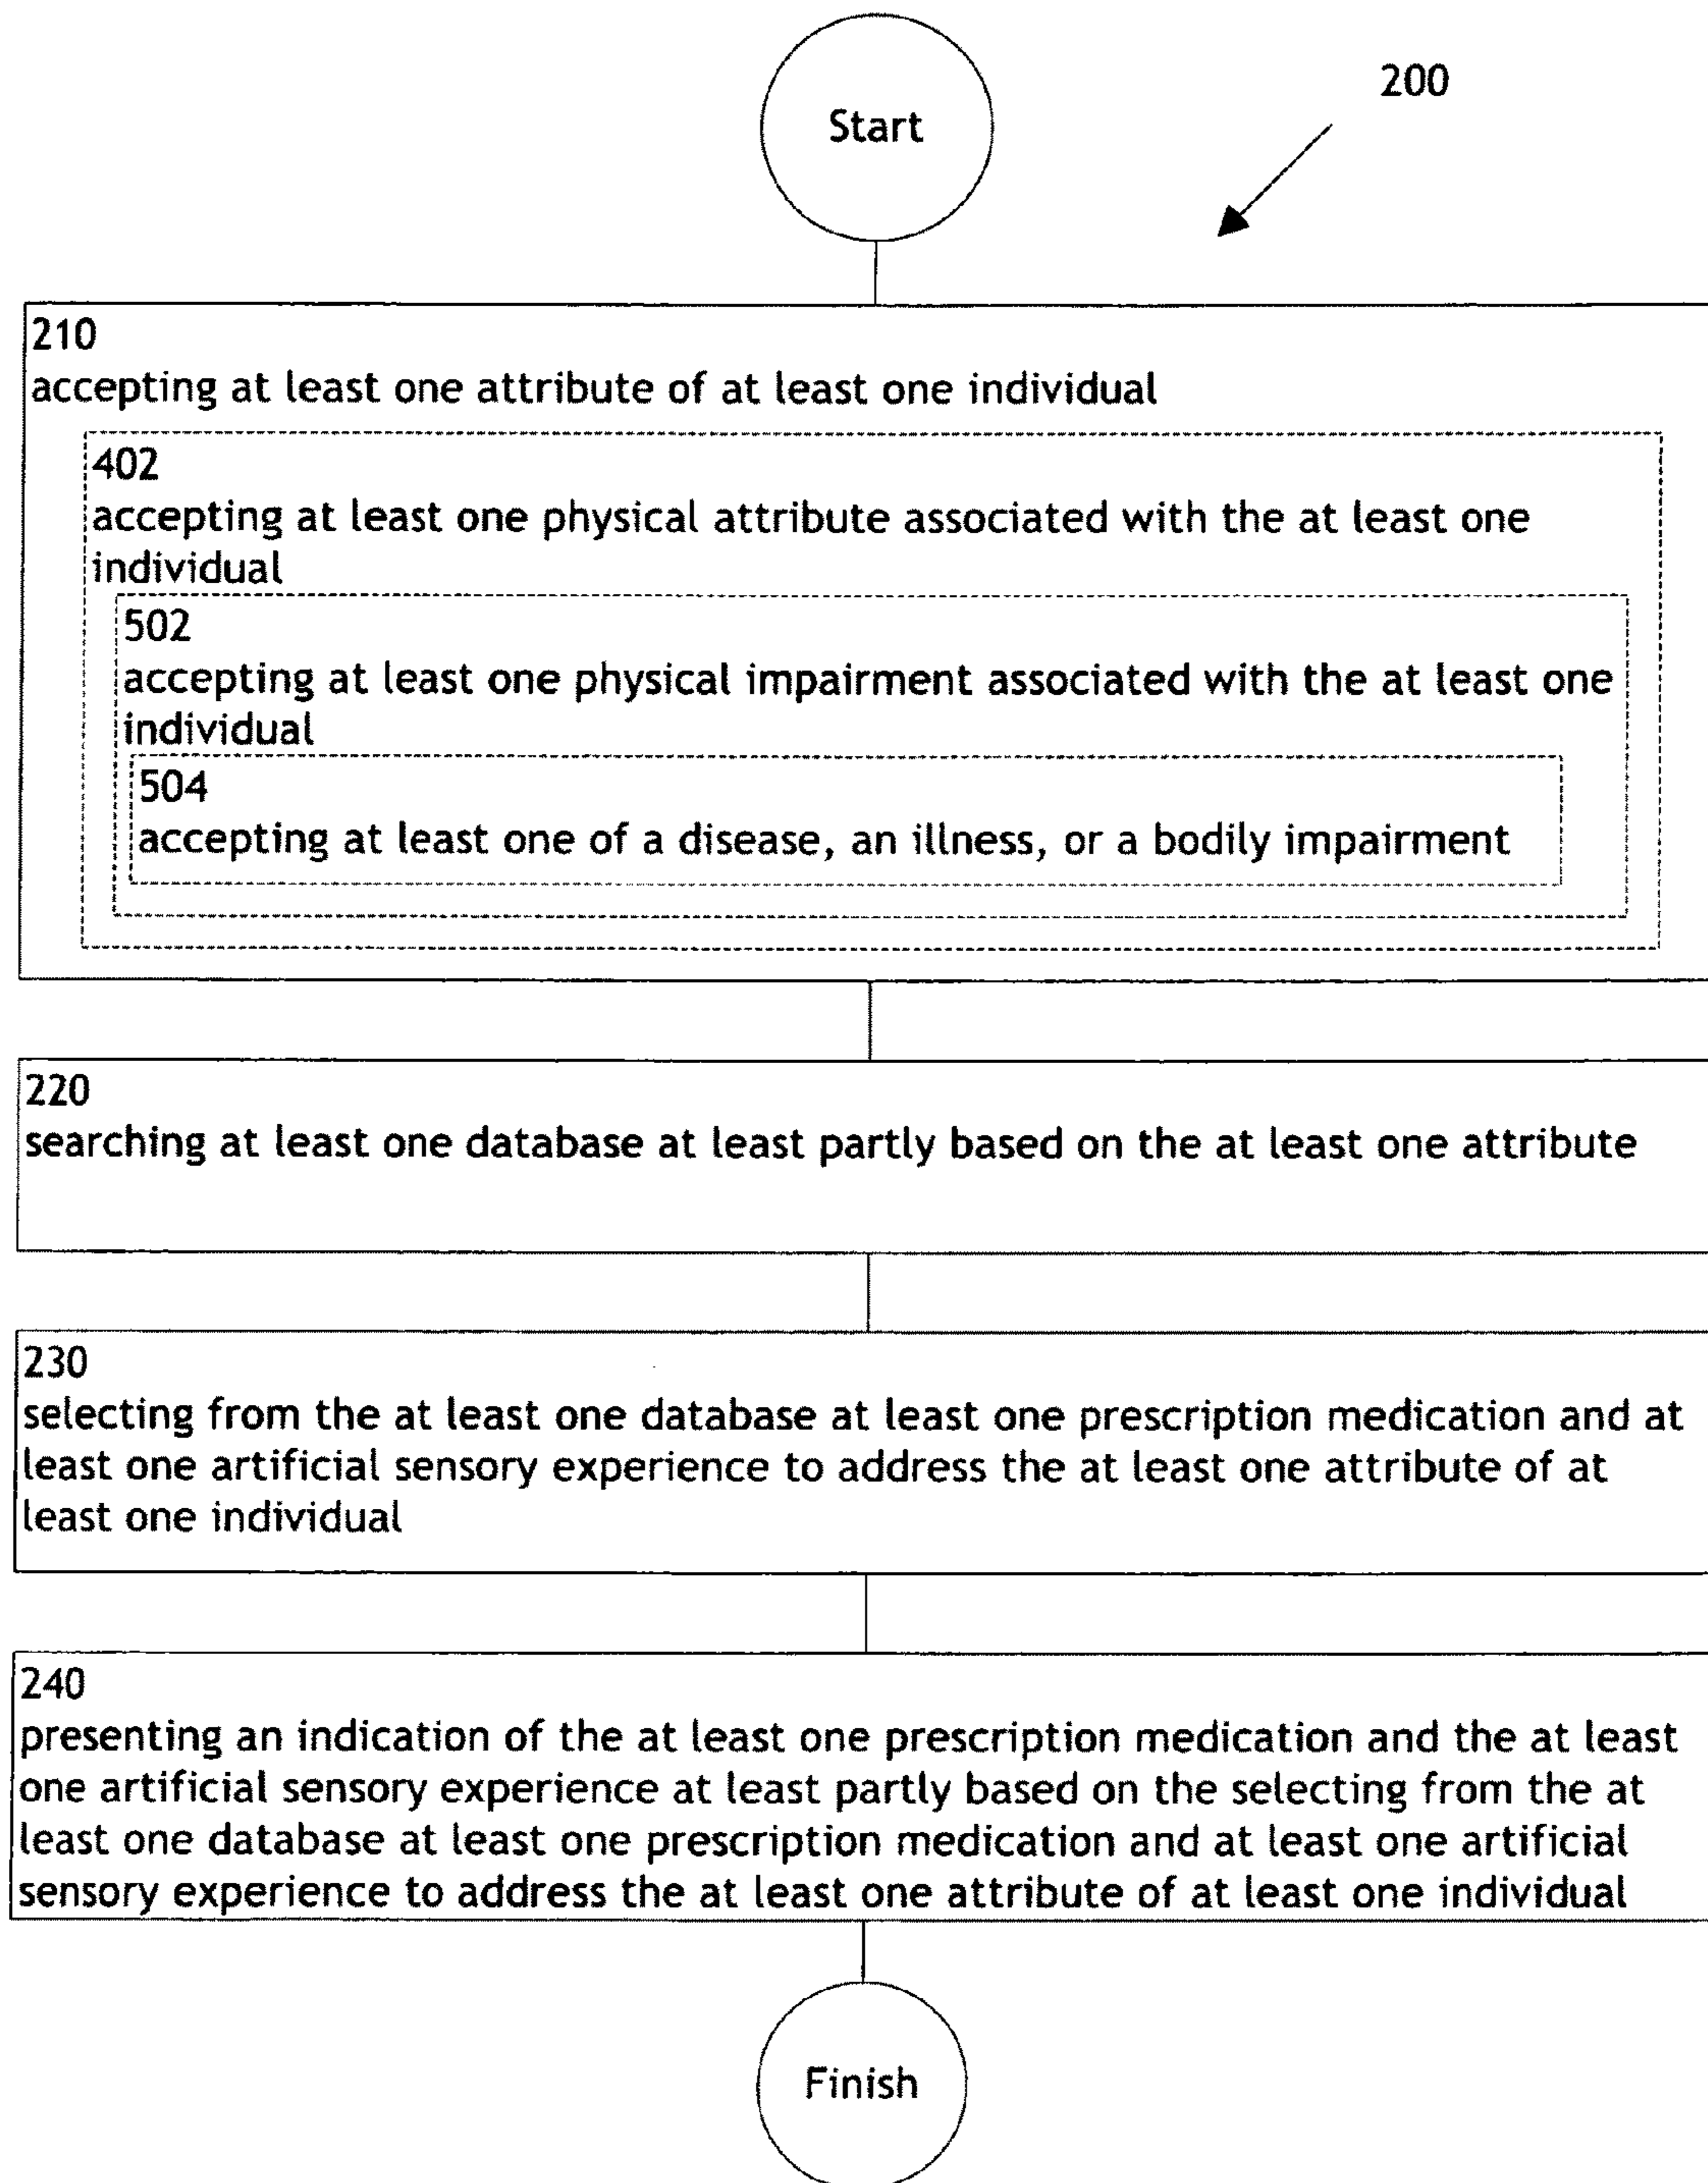 Start
200
210
accepting at least one attribute of at least one individual
402
accepting at least one physical attribute associated with the at least one
individual
502
accepting at least one physical impairment associated with the at least one
individual
504
accepting at least one of a disease, an illness, or a bodily impairment
220
searching at least one database at least partly based on the at least one attribute
230
selecting from the at least one database at least one prescription medication and at
least one artificial sensory experience to address the at least one attribute of at
least one individual
240
presenting an indication of the at least one prescription medication and the at least
one artificial sensory experience at least partly based on the selecting from the at
least one database at least one prescription medication and at least one artificial
sensory experience to address the at least one attribute of at least one individual
Finish